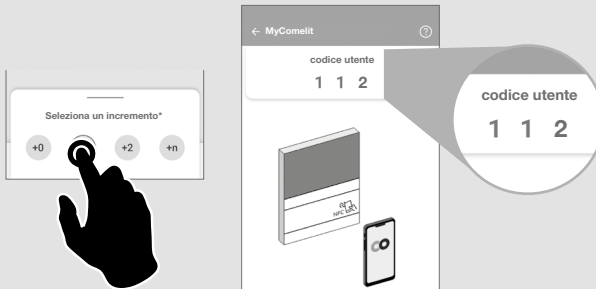 Seleziona un incremento*
+0
+2
+n
← MyComelit
?
codice utente
1 1 2
NFC
codice utente
1 1 2